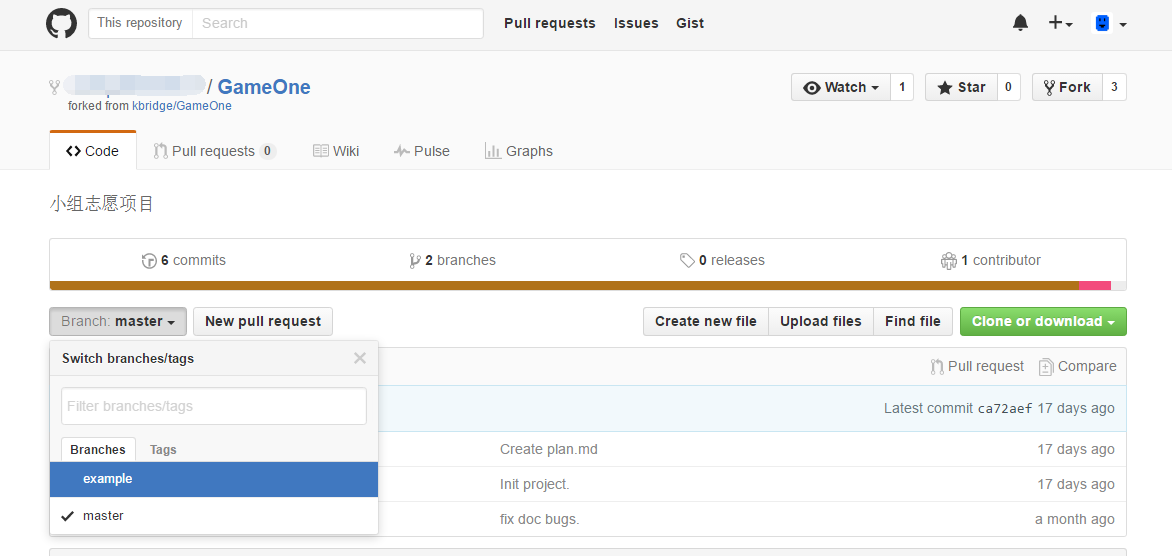 This repository Search Pull requests Issues Gist
/ GameOne Watch 1 Star 0 Fork 3
forked from kbridge/GameOne
Code Pull requests 0 Wiki Pulse Graphs
小组志愿项目
6 commits 2 branches 0 releases 1 contributor
Branch: master New pull request Create new file Upload files Find file Clone or download
Switch branches/tags
Pull request Compare
Filter branches/tags
Latest commit ca72aef 17 days ago
Branches Tags
Create plan.md 17 days ago
example
Init project. 17 days ago
master
fix doc bugs. a month ago